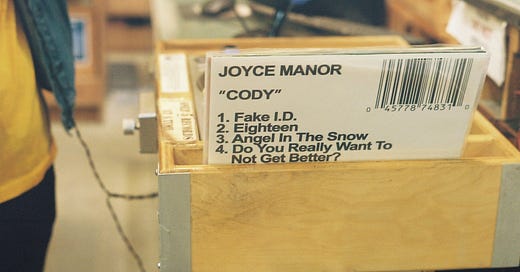 JOYCE MANOR
"CODY"
1. Fake I.D.
2. Eighteen
3. Angel In The Snow
4. Do You Really Want To
Not Get Better?
0 45778 74831 0